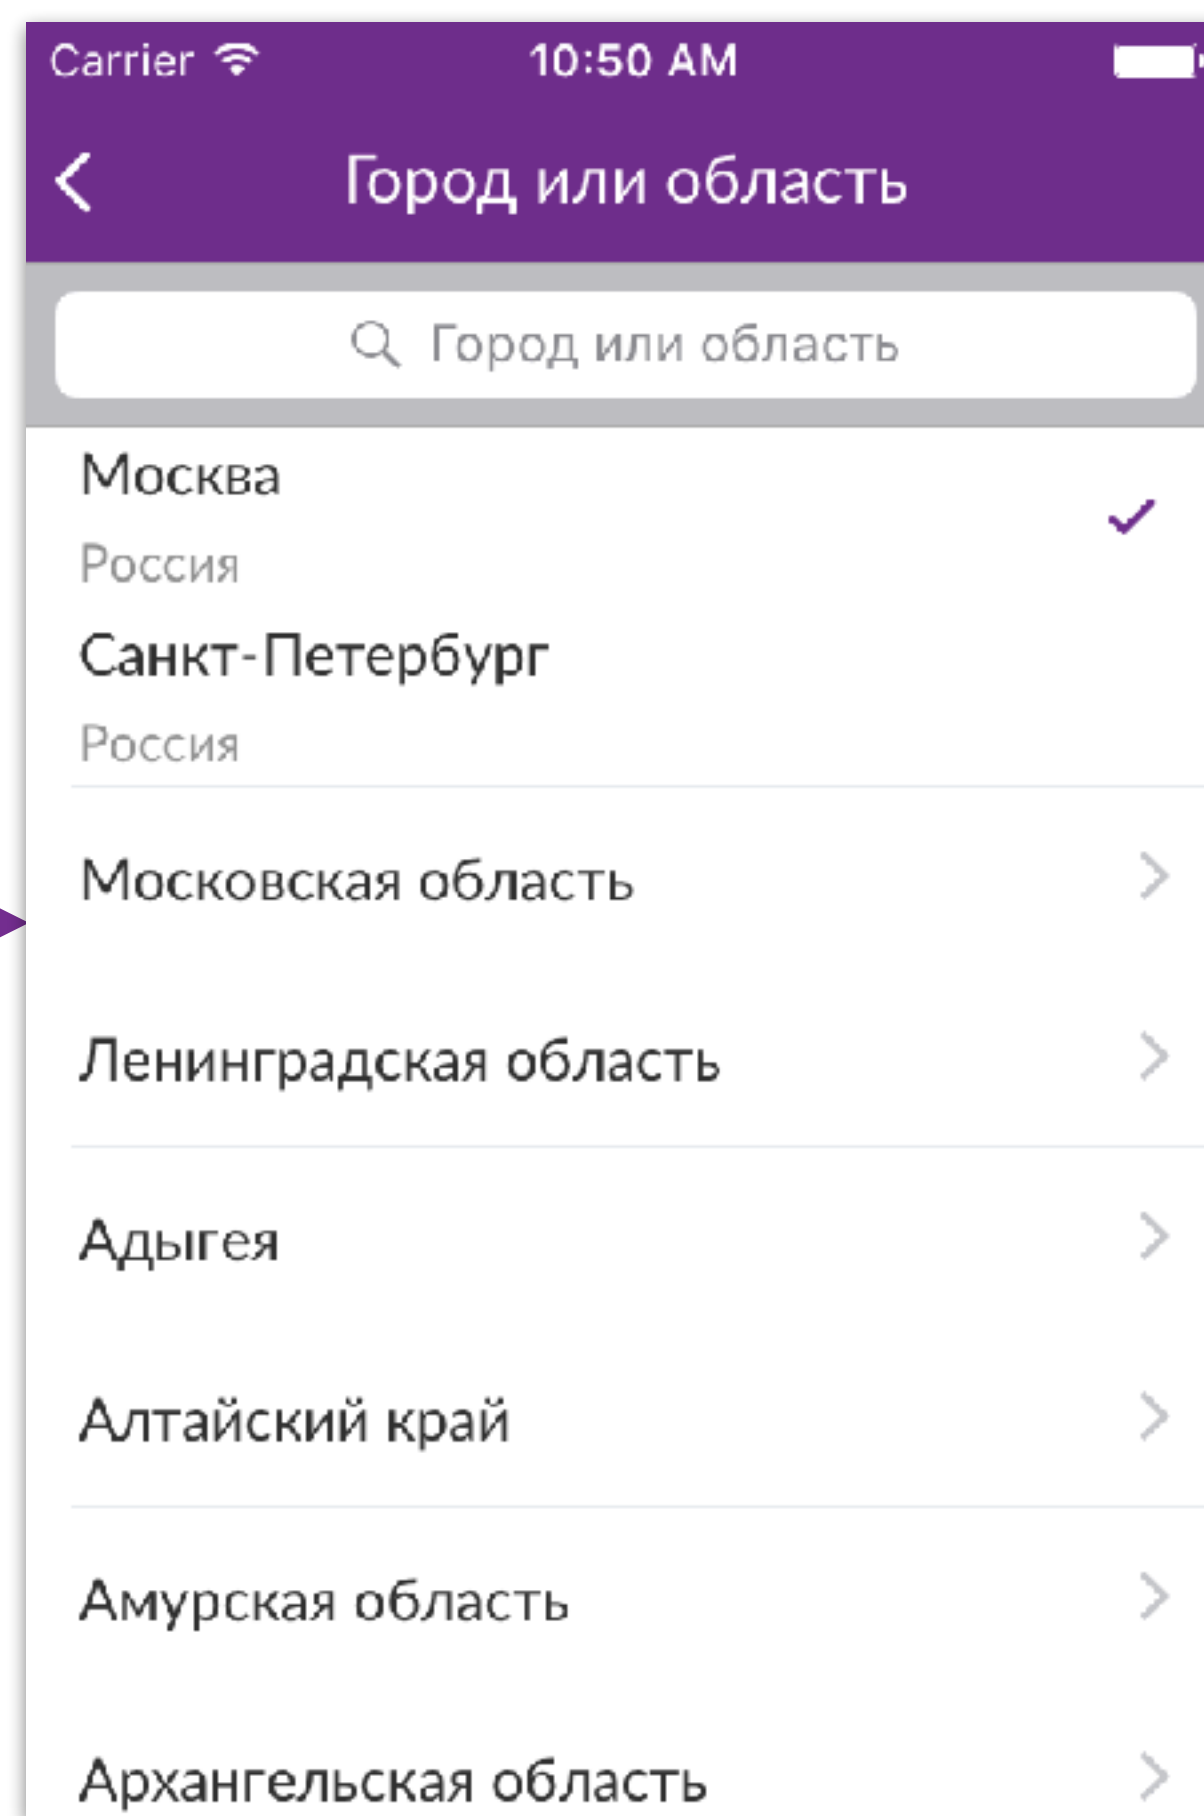 Carrier 10:50 AM
Город или область
Город или область
Москва
Россия
Санкт-Петербург
Россия
Московская область
Ленинградская область
Адыгея
Алтайский край
Амурская область
Архангельская область